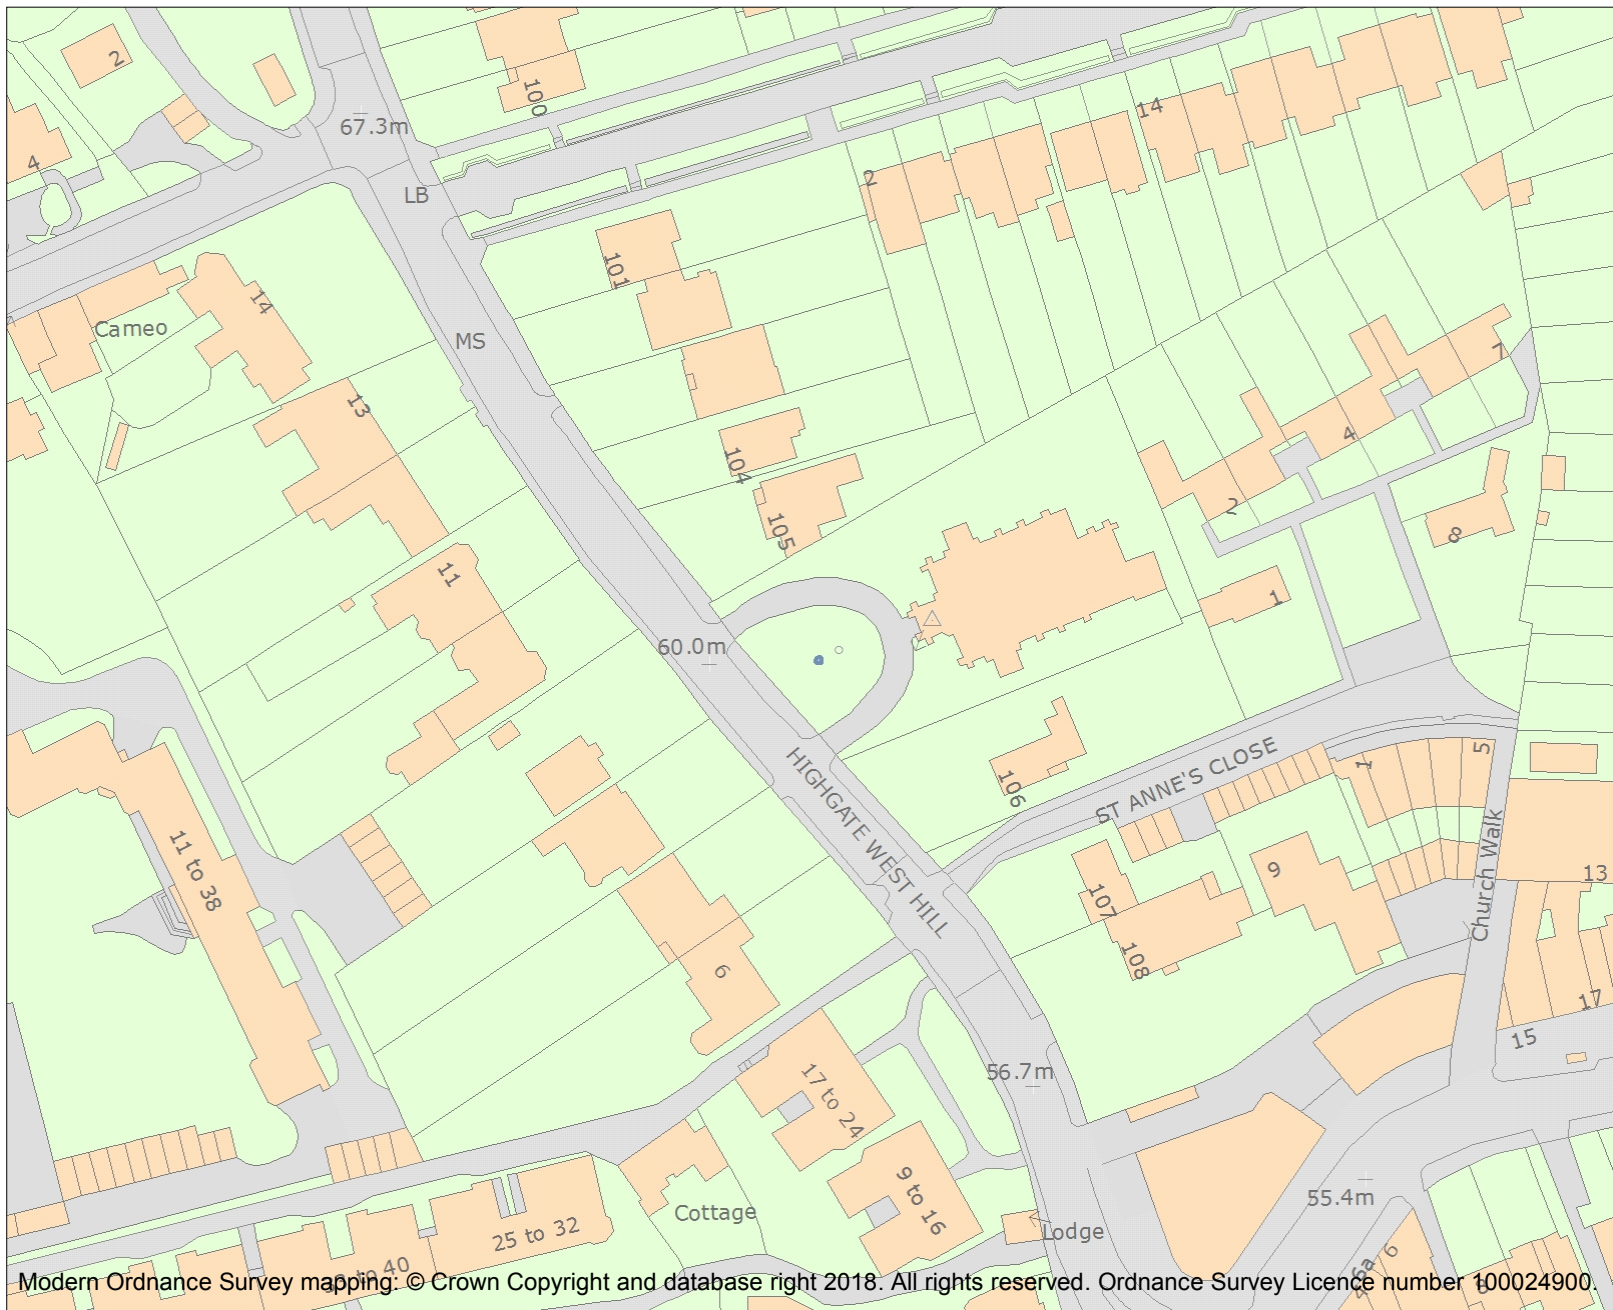 2
100
67.3m
14
4
LB
2
101
14
Cameo
MS
7
13
104
4
2
105
8
11
1
60.0m
HIGHGATE WEST HILL
ST ANNE'S CLOSE
1
5
106
11 to 38
Church Walk
9
13
107
108
6
17
15
56.7m
17 to 24
9 to 16
55.4m
Cottage
Lodge
25 to 32
6
Modern Ordnance Survey mapping: © Crown Copyright and database right 2018. All rights reserved. Ordnance Survey Licence number 100024900.